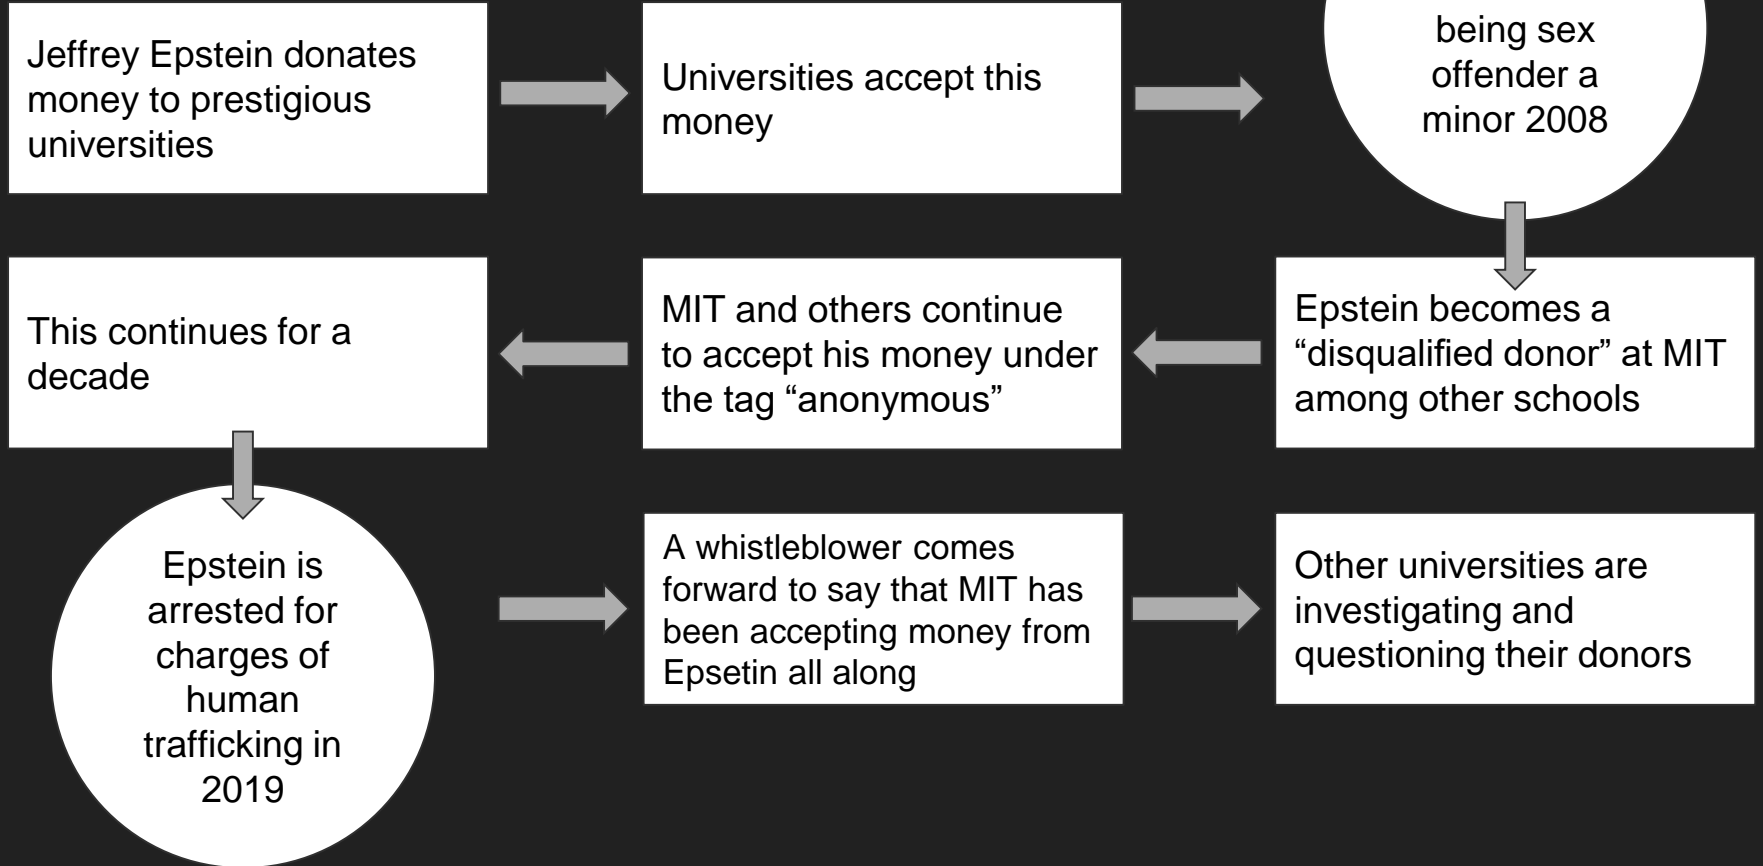 Jeffrey Epstein donates
money to prestigious
universities
Universities accept this
money
being sex
offender a
minor 2008
Epstein becomes a
“disqualified donor” at MIT
among other schools
MIT and others continue
to accept his money under
the tag “anonymous”
This continues for a
decade
Epstein is
arrested for
charges of
human
trafficking in
2019
A whistleblower comes
forward to say that MIT has
been accepting money from
Epsetin all along
Other universities are
investigating and
questioning their donors